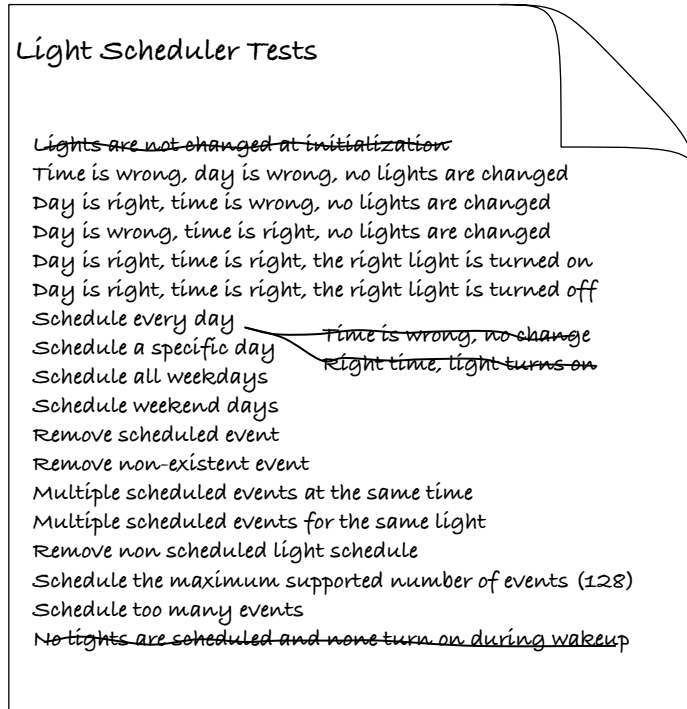 Light Scheduler Tests
Lights are not changed at initialization
Time is wrong, day is wrong, no lights are changed
Day is right, time is wrong, no lights are changed
Day is wrong, time is right, no lights are changed
Day is right, time is right, the right light is turned on
Day is right, time is right, the right light is turned off
Schedule every day
Time is wrong, no change
Right time, light turns on
Schedule a specific day
Schedule all weekdays
Schedule weekend days
Remove scheduled event
Remove non-existent event
Multiple scheduled events at the same time
Multiple scheduled events for the same light
Remove non scheduled light schedule
Schedule the maximum supported number of events (128)
Schedule too many events
No lights are scheduled and none turn on during wakeup